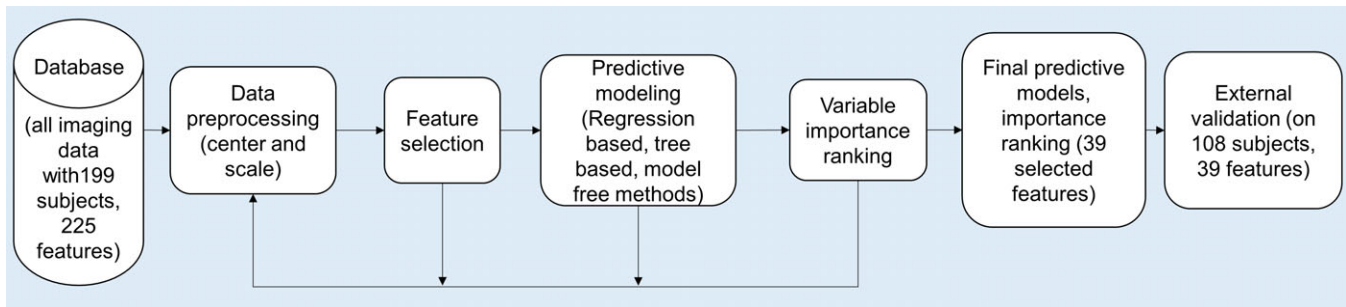 Database
(all imaging
data
with199
subjects,
225
features)
Data
preprocessing
(center and
scale)
Feature
selection
Predictive
modeling
(Regression
based, tree
based, model
free methods)
Variable
importance
ranking
Final predictive
models,
importance
ranking (39
selected
features)
External
validation (on
108 subjects,
39 features)